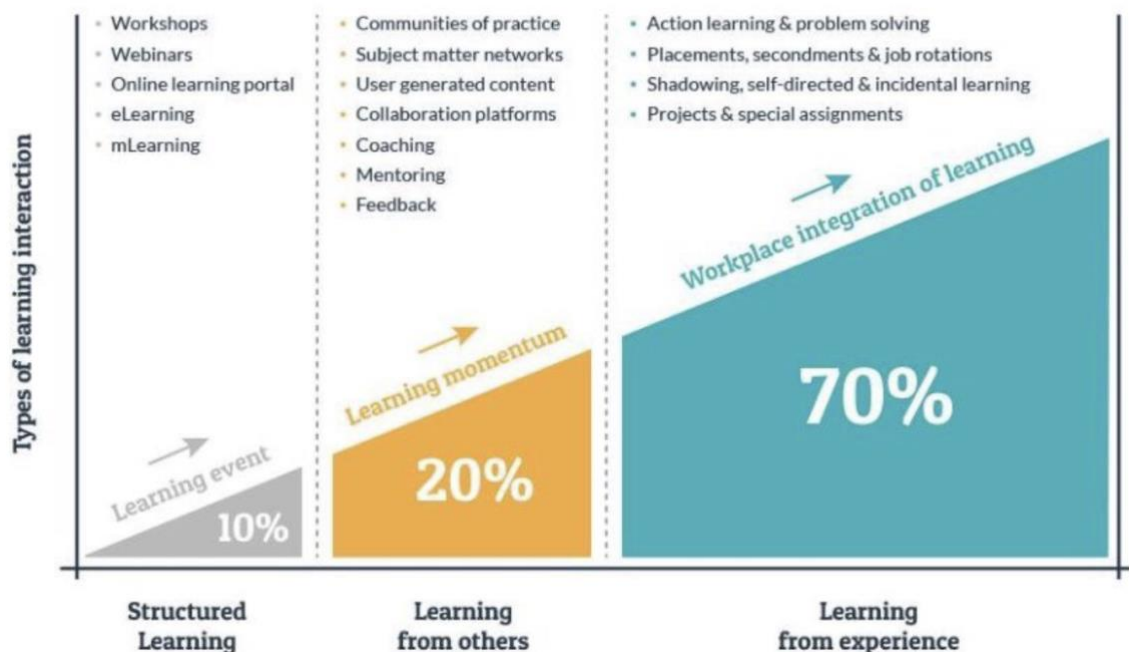 Workshops
Webinars
Online learning portal
eLearning
mLearning
Communities of practice
Subject matter networks
User generated content
Collaboration platforms
Coaching
Mentoring
Feedback
Action learning & problem solving
Placements, secondments & job rotations
Shadowing, self-directed & incidental learning
Projects & special assignments
Types of learning interaction
Learning event
10%
Learning momentum
20%
Workplace integration of learning
70%
Structured
Learning
Learning
from others
Learning
from experience